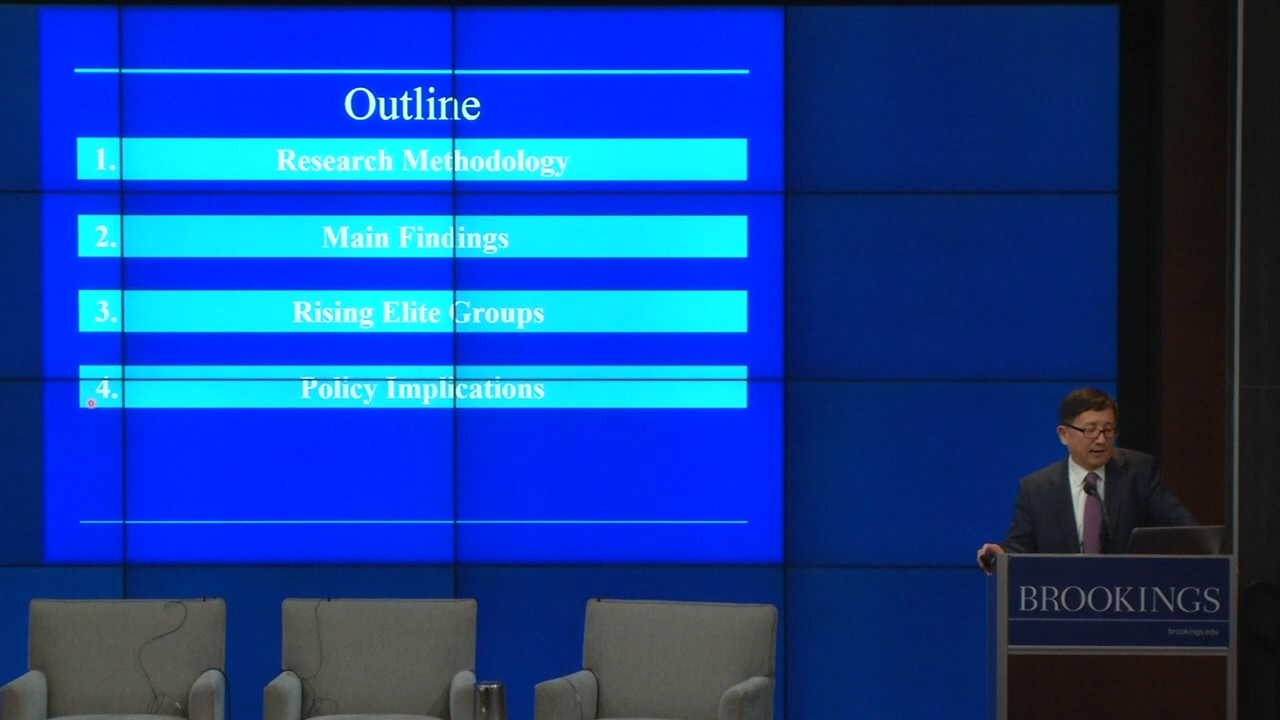 Outline
1. Research Methodology
2. Main Findings
3. Rising Elite Groups
4. Policy Implications
BROOKINGS
brookings.edu